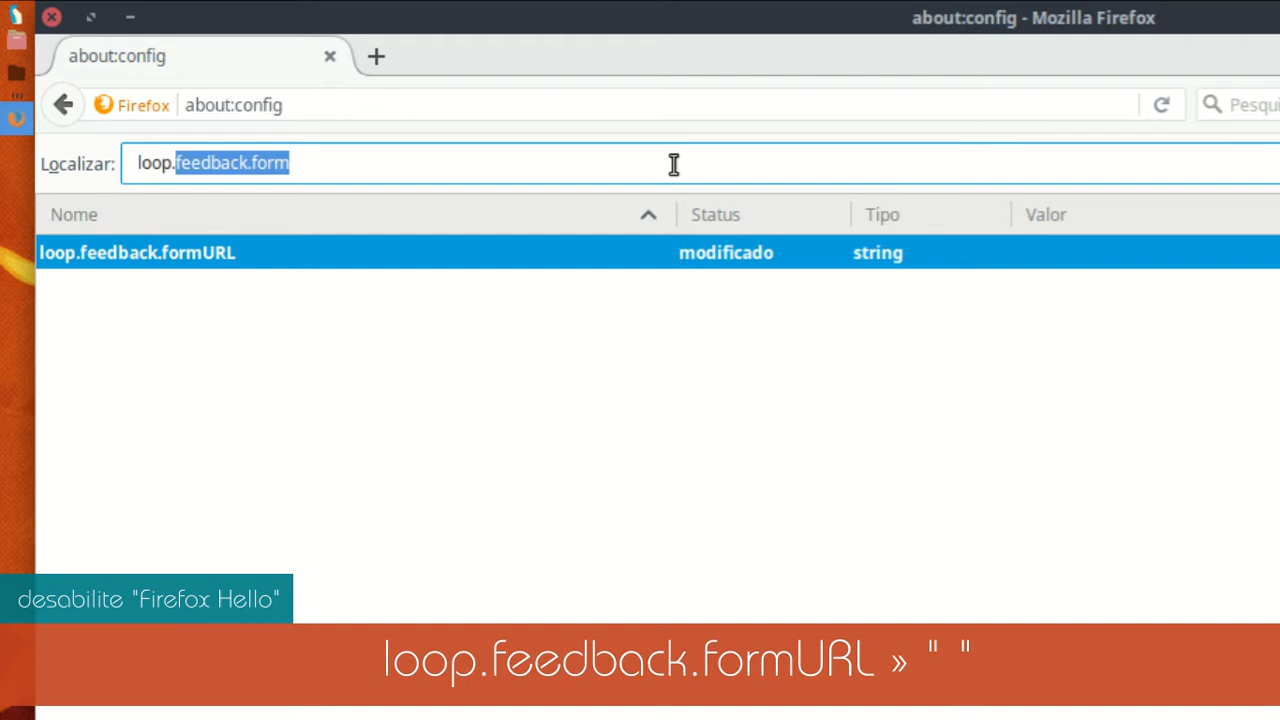 about:config - Mozilla Firefox
about:config
Firefox about:config Pesqui
Localizar: loop.feedback.form
Nome Status Tipo Valor
loop.feedback.formURL modificado string
desabilite "Firefox Hello"
loop.feedback.formURL » " "